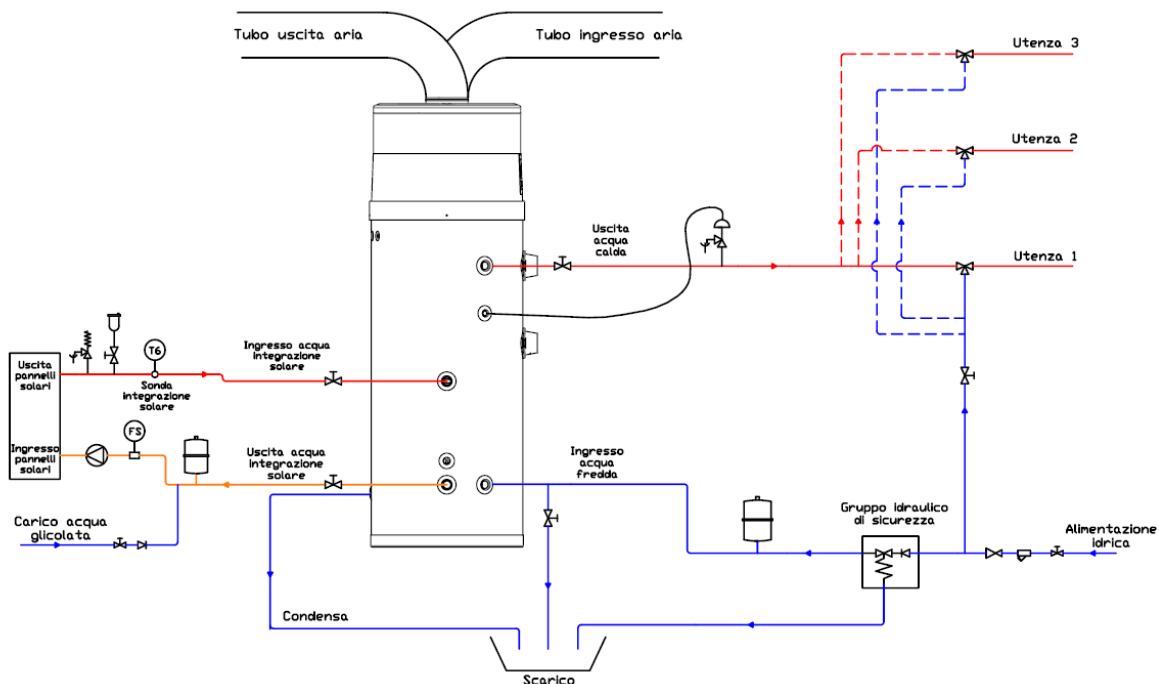 Tubo uscita aria
Tubo ingresso aria
Utenza 3
Utenza 2
Uscita
acqua
calda
Utenza 1
Uscita
pannelli
solari
T6
Sonda
integrazione
solare
Ingresso acqua
integrazione
solare
FS
Ingresso
pannelli
solari
Uscita acqua
integrazione
solare
Ingresso
acqua
fredda
Carico acqua
glicolata
Gruppo idraulico
di sicurezza
Alimentazione
idrica
Condensa
Scarico